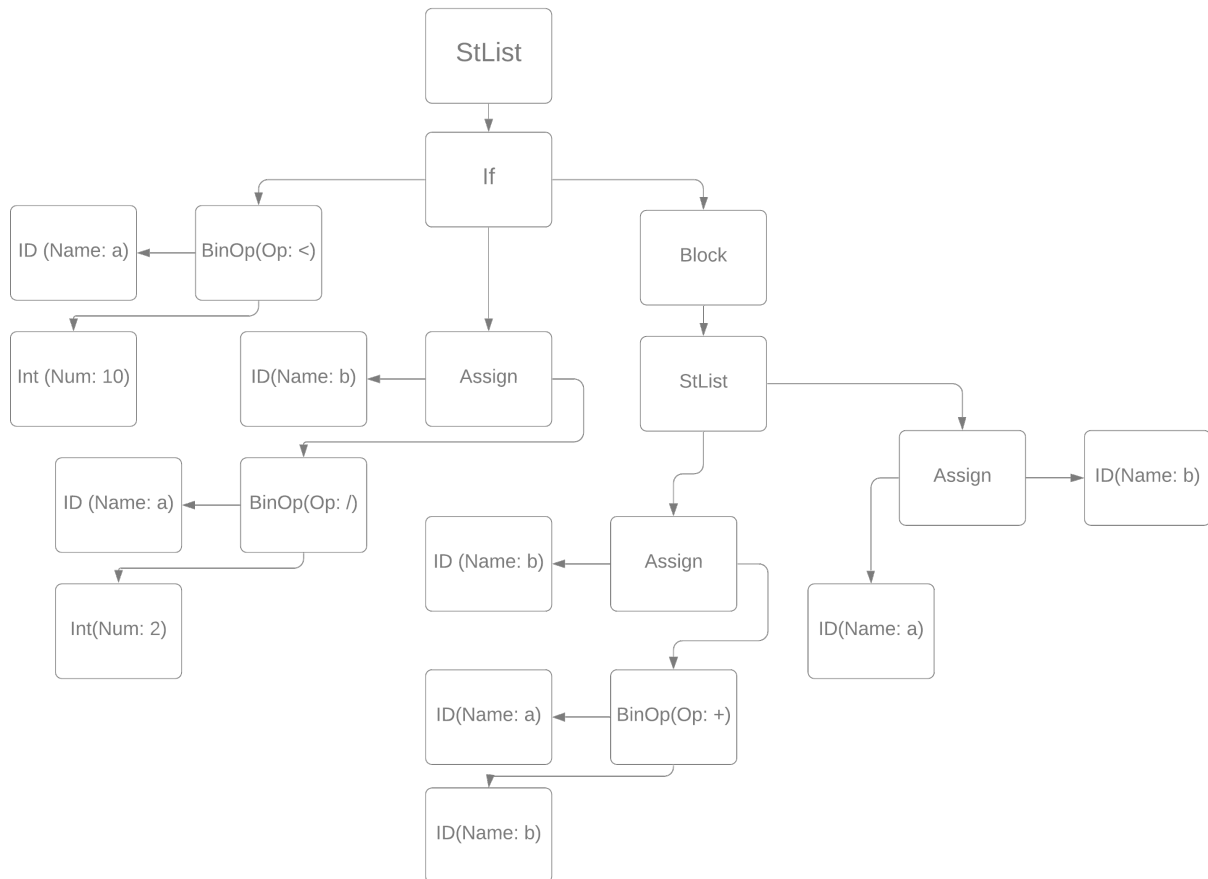 StList
If
ID (Name: a)
BinOp(Op: <)
Block
Int (Num: 10)
ID(Name: b)
Assign
StList
Assign
ID(Name: b)
ID (Name: a)
BinOp(Op: /)
ID (Name: b)
Assign
Int(Num: 2)
ID(Name: a)
ID(Name: a)
BinOp(Op: +)
ID(Name: b)